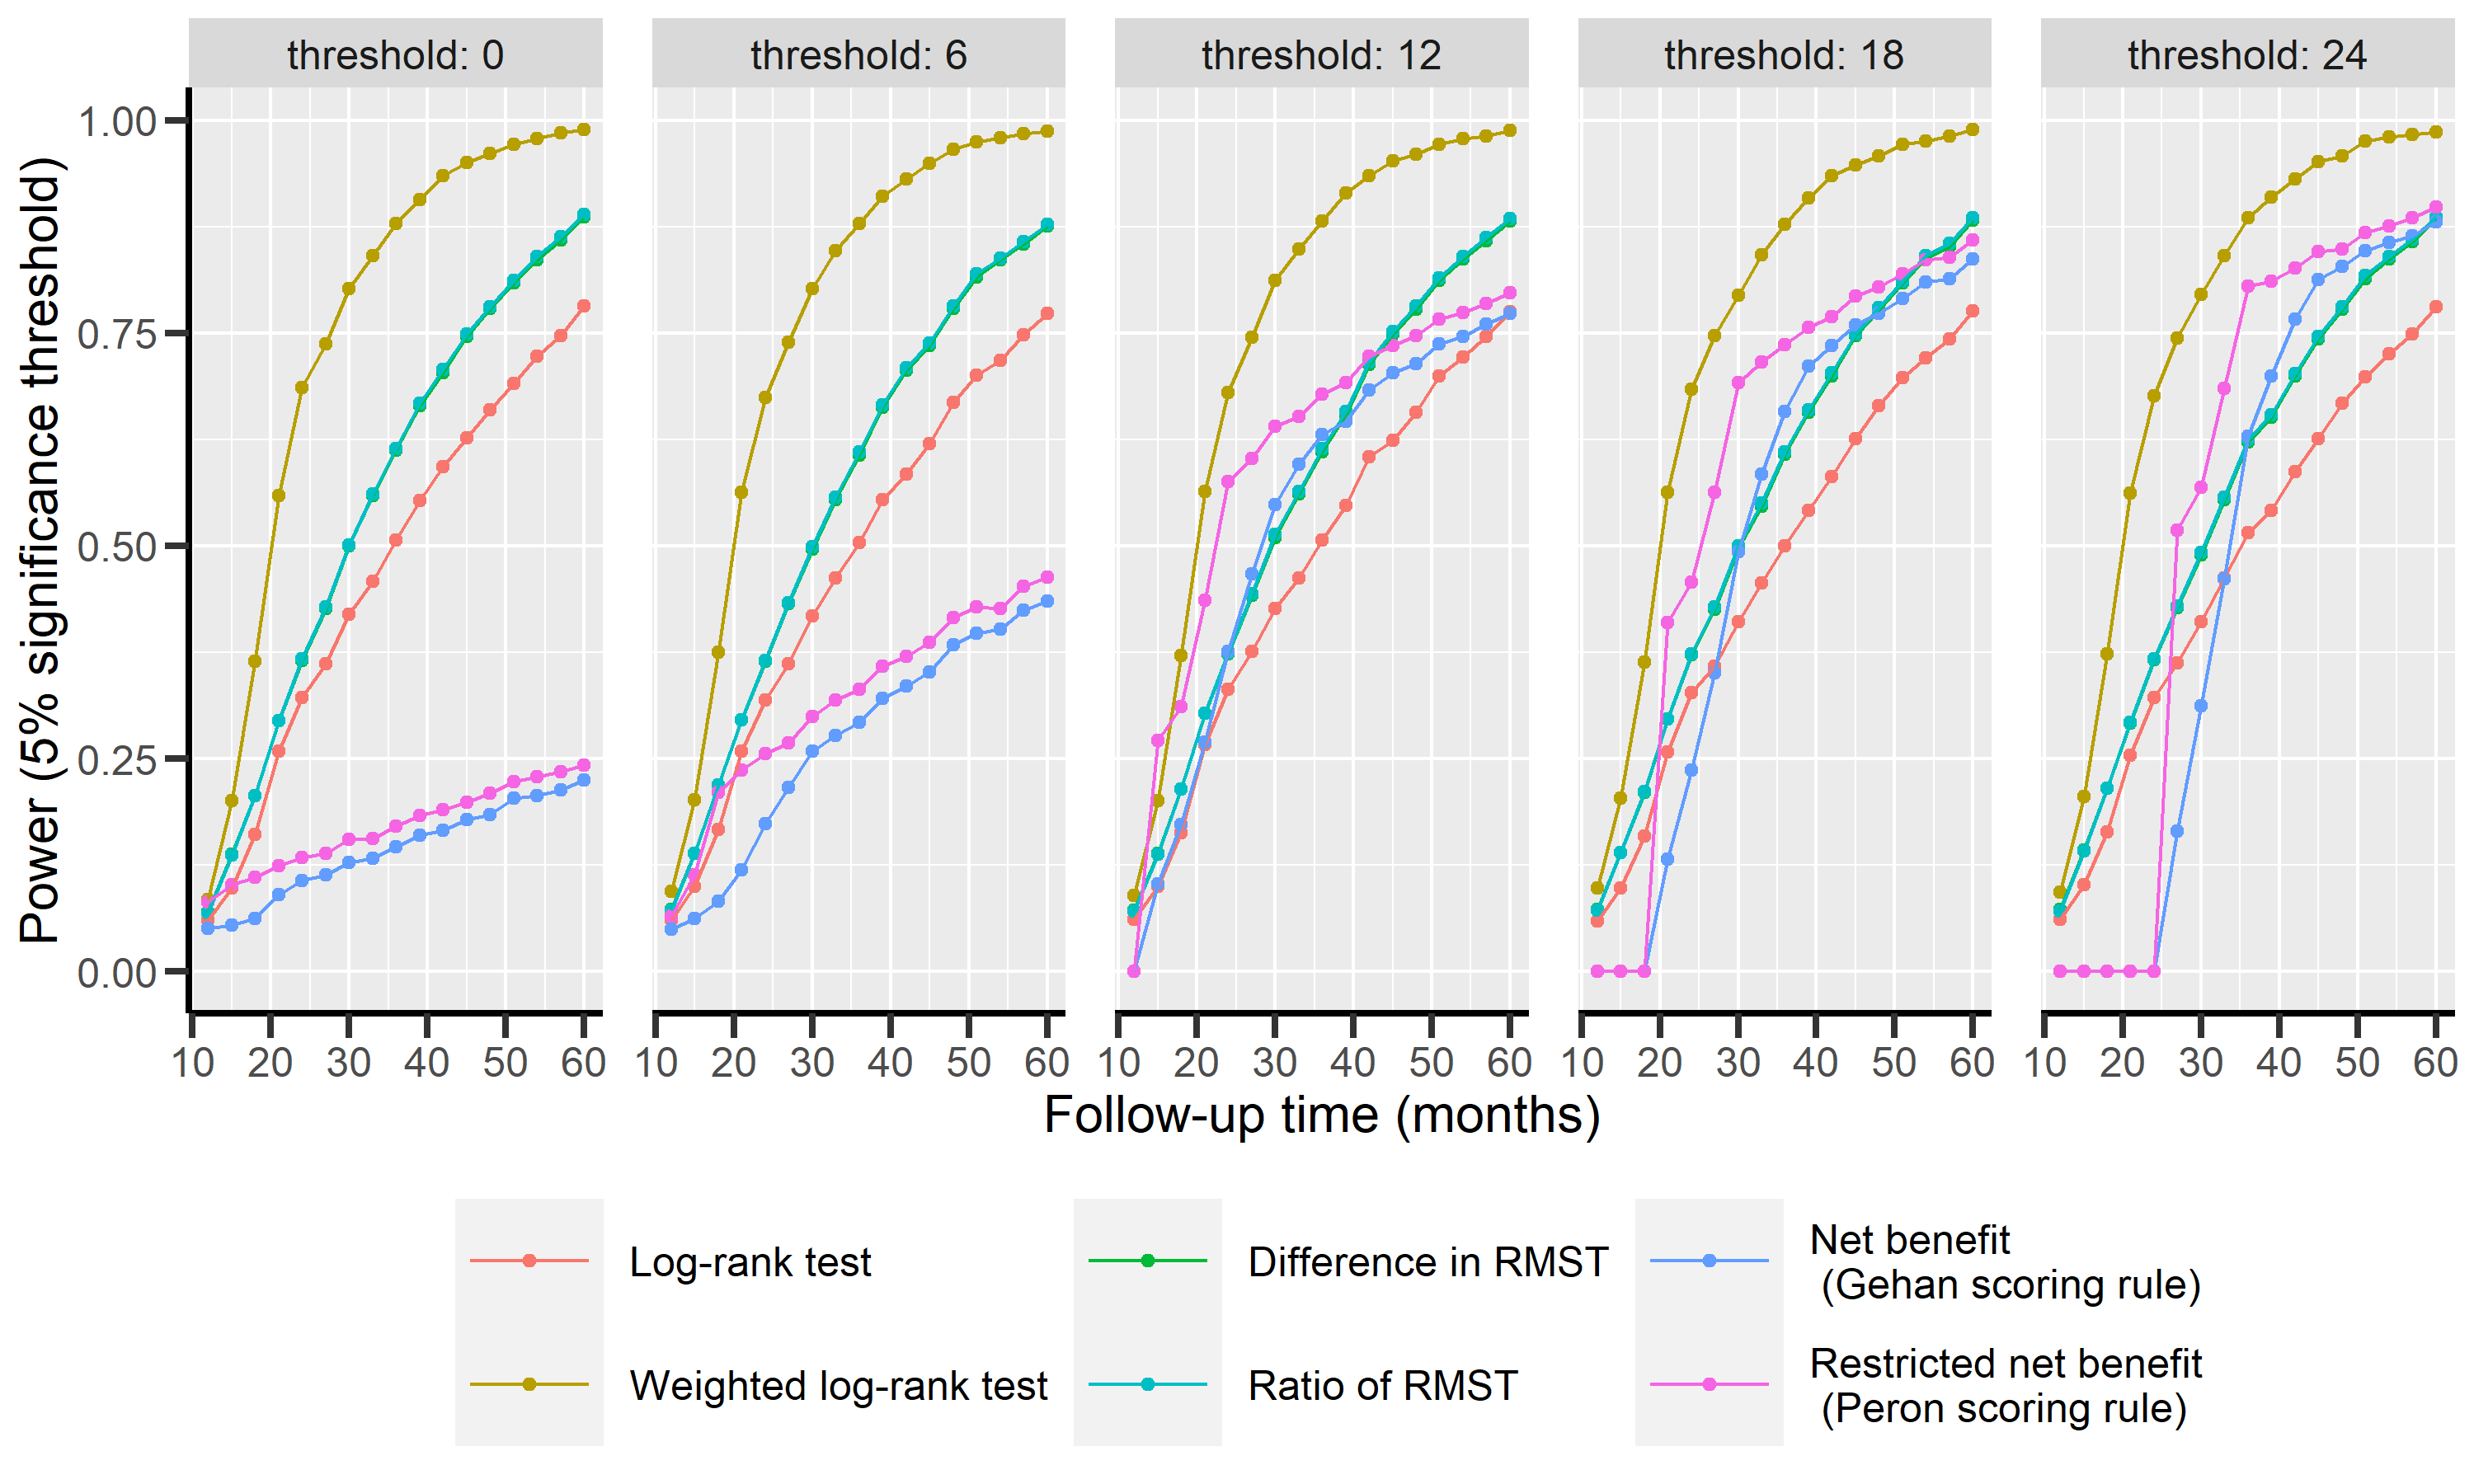 threshold: 0
threshold: 6
threshold: 12
threshold: 18
threshold: 24
Power (5% significance threshold)
1.00
0.75
0.50
0.25
0.00
10 20 30 40 50 60
10 20 30 40 50 60
10 20 30 40 50 60
10 20 30 40 50 60
10 20 30 40 50 60
Follow-up time (months)
Log-rank test
Weighted log-rank test
Difference in RMST
Ratio of RMST
Net benefit
(Gehan scoring rule)
Restricted net benefit
(Peron scoring rule)